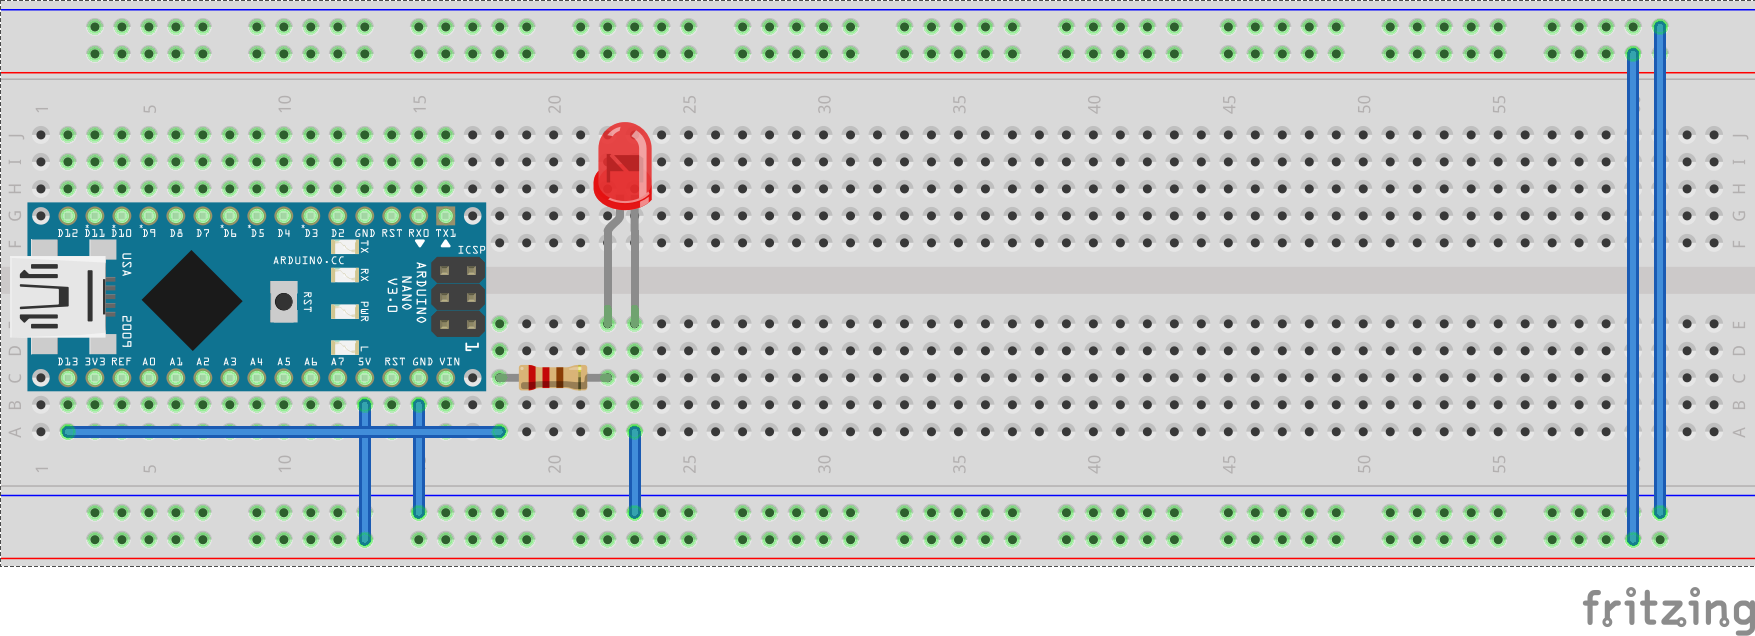 1 5 10 15 20 25 30 35 40 45 50 55
J J
I I
H H
G G
F F
D12 D11 D10 D9 D8 D7 D6 D5 D4 D3 D2 GND RST RX0 TX1
ICSP
ARDUINO.CC
USA
2009
RST
TX
RX
PWR
L
ARDUINO
NANO
V3.0
1
D13 3V3 REF A0 A1 A2 A3 A4 A5 A6 A7 5V RST GND VIN
E
D D
C C
B B
A A
1 5 10 15 20 25 30 35 40 45 50 55
fritzing